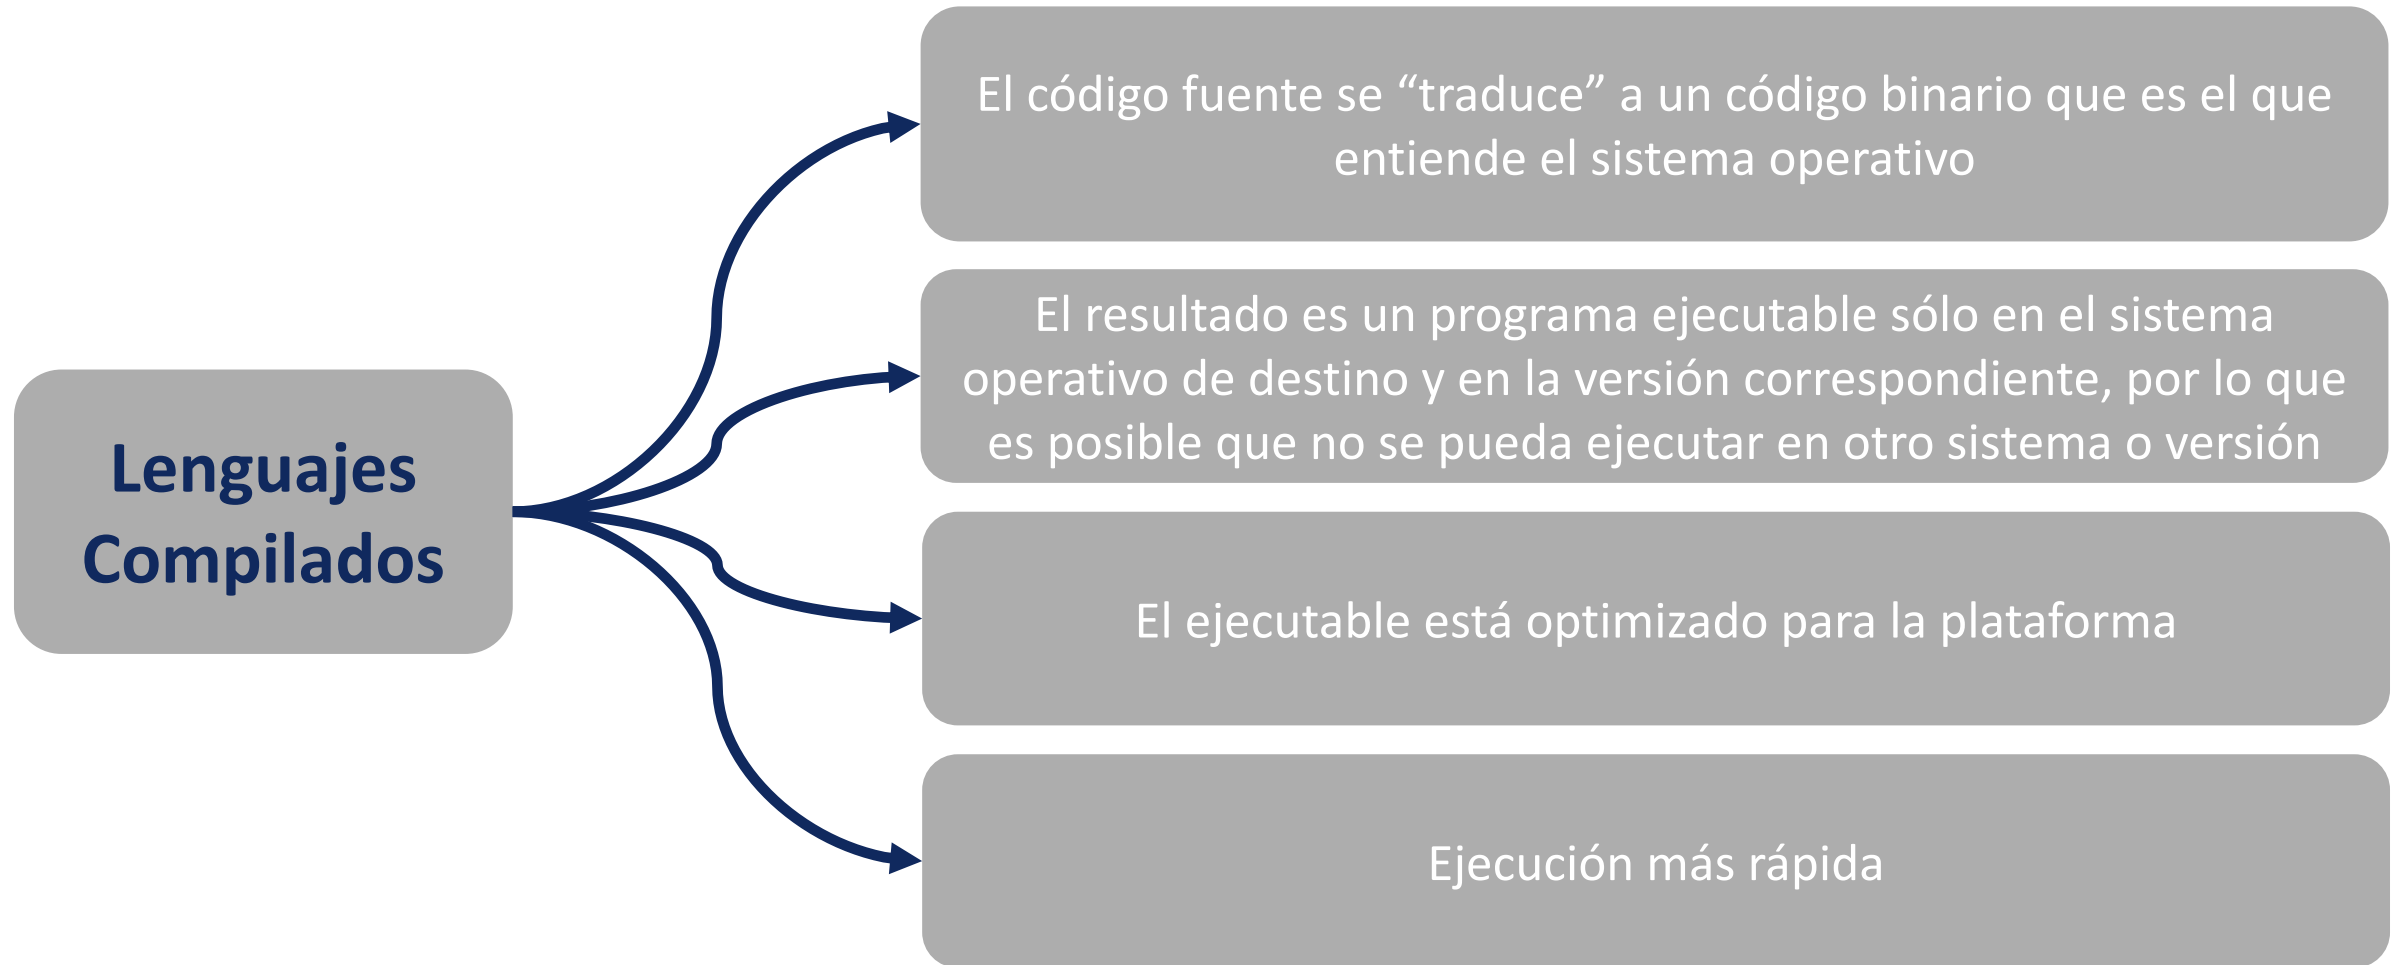 Lenguajes
Compilados
El código fuente se “traduce” a un código binario que es el que
entiende el sistema operativo
El resultado es un programa ejecutable sólo en el sistema
operativo de destino y en la versión correspondiente, por lo que
es posible que no se pueda ejecutar en otro sistema o versión
El ejecutable está optimizado para la plataforma
Ejecución más rápida